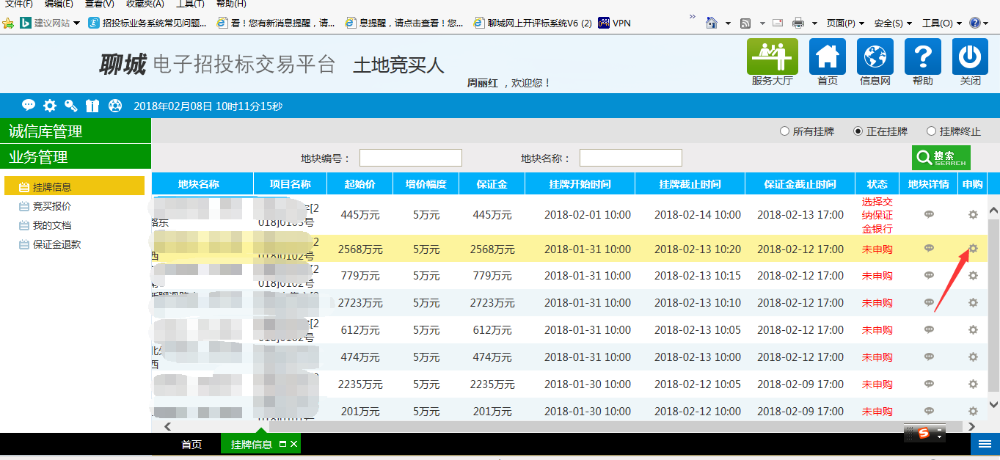 文件(F) 编辑(E) 查看(V) 收藏夹(A) 工具(T) 帮助(H)
建议网站 招投标业务系统常见问题... 看！您有新消息提醒，请... 息提醒，请点击查看！您... 聊城网上开评标系统V6 (2) VPN 页面(P) 安全(S) 工具(O)
聊城 电子招投标交易平台 土地竞买人
周丽红 ，欢迎您！
服务大厅 首页 信息网 帮助 关闭
2018年02月08日 10时11分15秒
诚信库管理
所有挂牌 正在挂牌 挂牌终止
业务管理
地块编号： 地块名称： 搜索 SEARCH
挂牌信息
竞买报价
我的文档
保证金退款
地块名称 项目名称 起始价 增价幅度 保证金 挂牌开始时间 挂牌截止时间 保证金截止时间 状态 地块详情 申购
路东 [2 018]0103号 445万元 5万元 445万元 2018-02-01 10:00 2018-02-14 10:00 2018-02-13 17:00 选择交纳保证金银行
西 [2 018]0102号 2568万元 5万元 2568万元 2018-01-31 10:00 2018-02-13 10:20 2018-02-12 17:00 未申购
[2 018]0102号 779万元 5万元 779万元 2018-01-31 10:00 2018-02-13 10:15 2018-02-12 17:00 未申购
[2 2723万元 5万元 2723万元 2018-01-31 10:00 2018-02-13 10:10 2018-02-12 17:00 未申购
[2 018]0102号 612万元 5万元 612万元 2018-01-31 10:00 2018-02-13 10:05 2018-02-12 17:00 未申购
西 474万元 5万元 474万元 2018-01-31 10:00 2018-02-13 10:00 2018-02-12 17:00 未申购
2235万元 5万元 2235万元 2018-01-30 10:00 2018-02-12 10:05 2018-02-09 17:00 未申购
201万元 5万元 201万元 2018-01-30 10:00 2018-02-12 10:00 2018-02-09 17:00 未申购
首页 挂牌信息